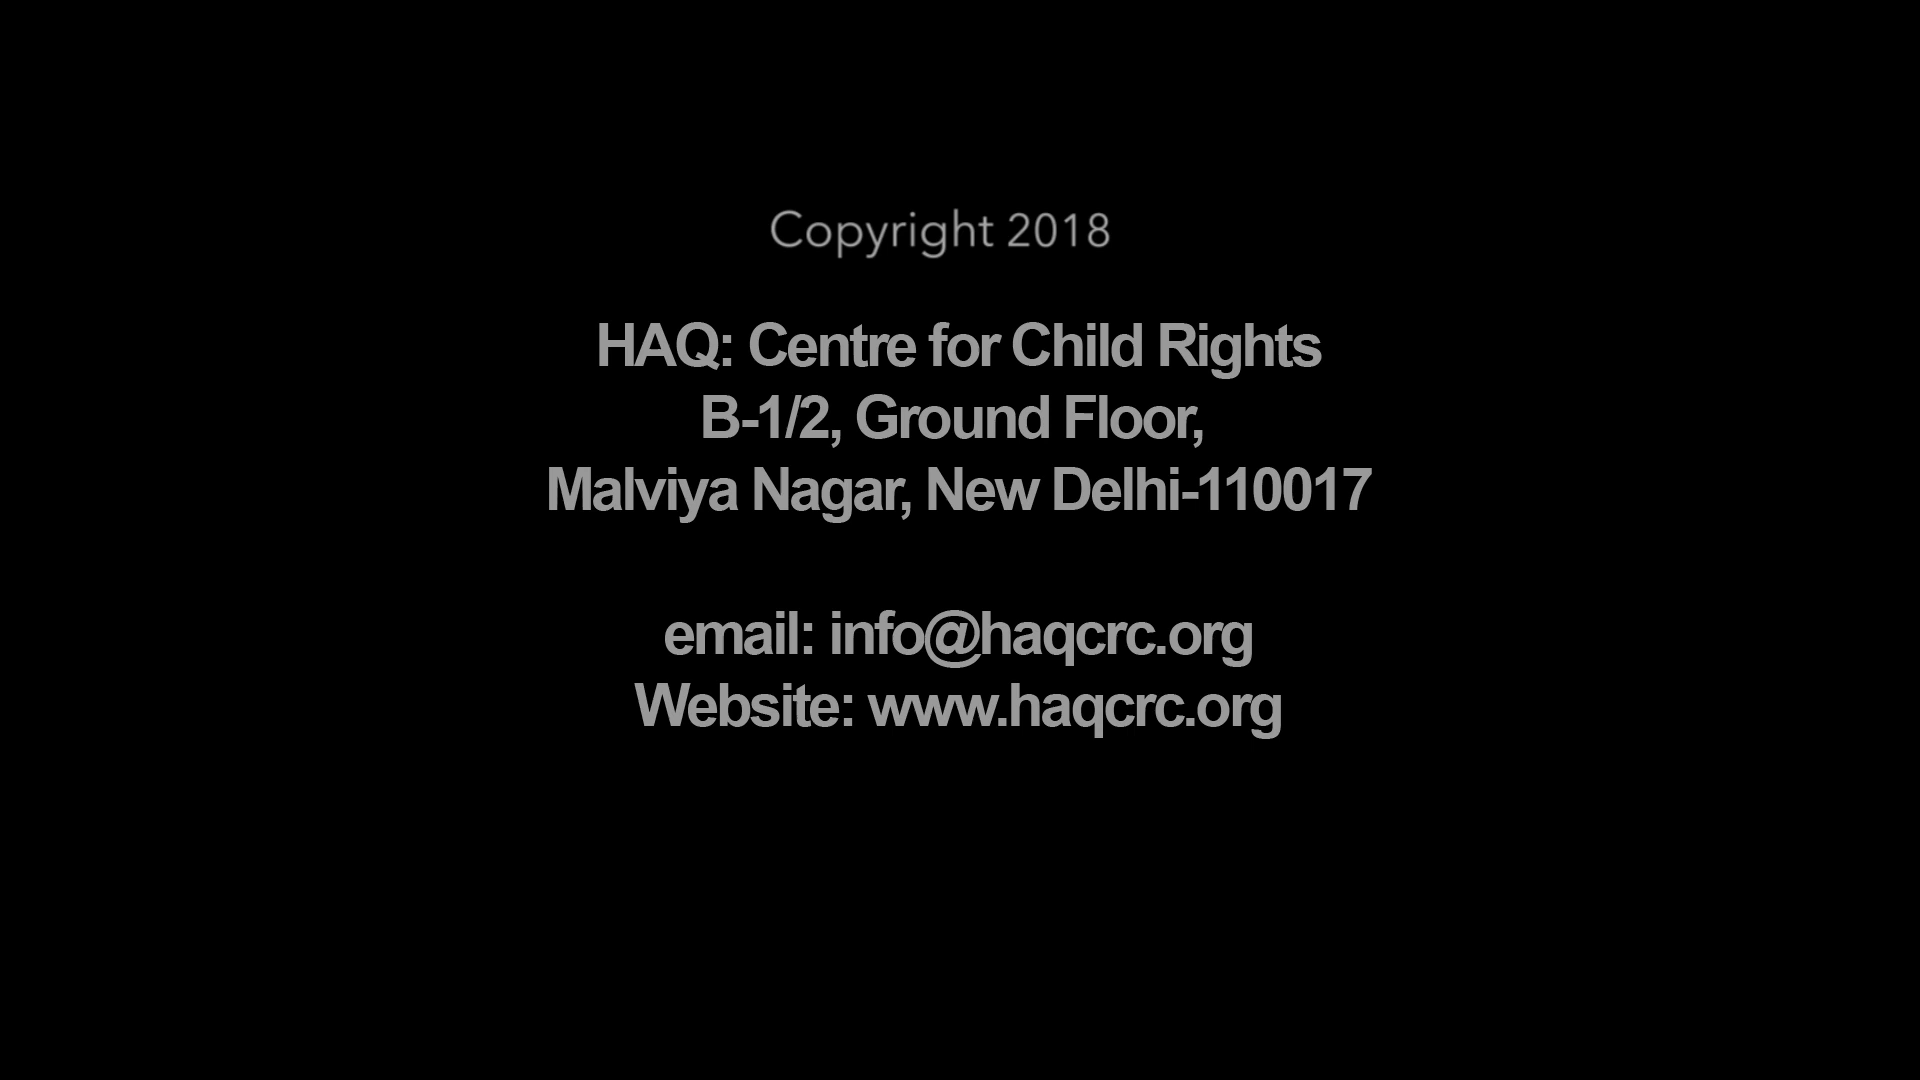 Copyright 2018
HAQ: Centre for Child Rights
B-1/2, Ground Floor,
Malviya Nagar, New Delhi-110017
email: info@haqcrc.org
Website: www.haqcrc.org